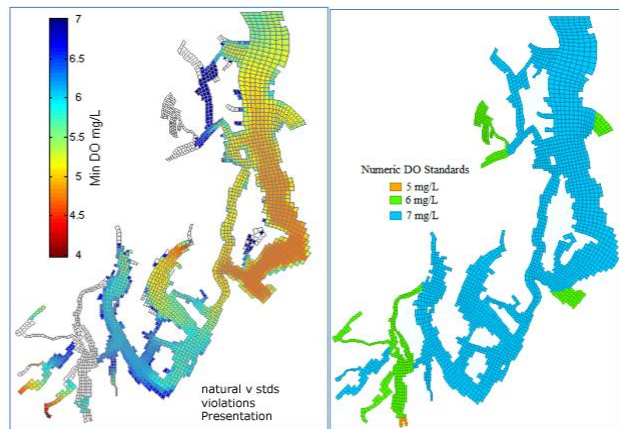 7
6.5
6
5.5
5
4.5
4
Min DO mg/L
natural v stds
violations
Presentation
Numeric DO Standards
5 mg/L
6 mg/L
7 mg/L